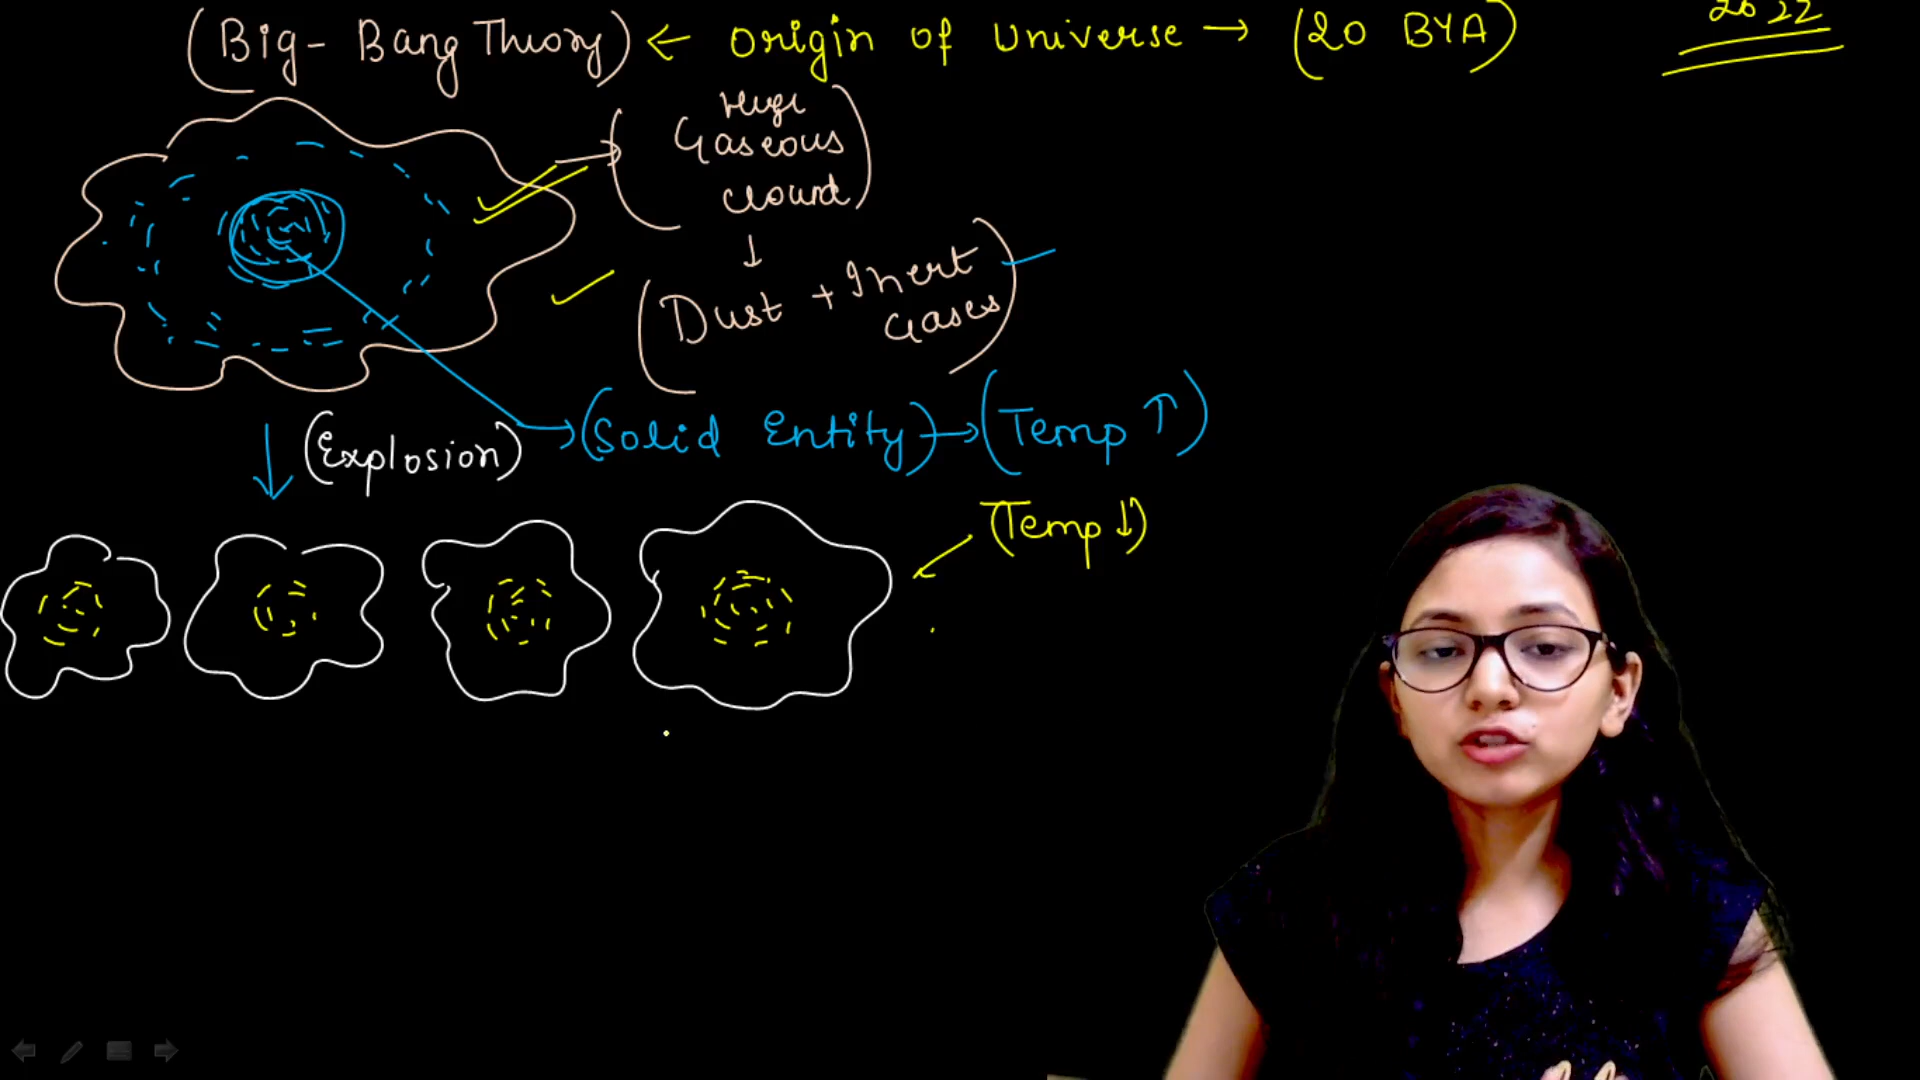 (Big-Bang Theory) ← Origin of Universe → (20 BYA)
2022
(Huge
Gaseous
Cloud)
↓
(Dust + Inert
Gases)
(Explosion)
→ (Solid Entity) → (Temp ↑)
(Temp ↓)